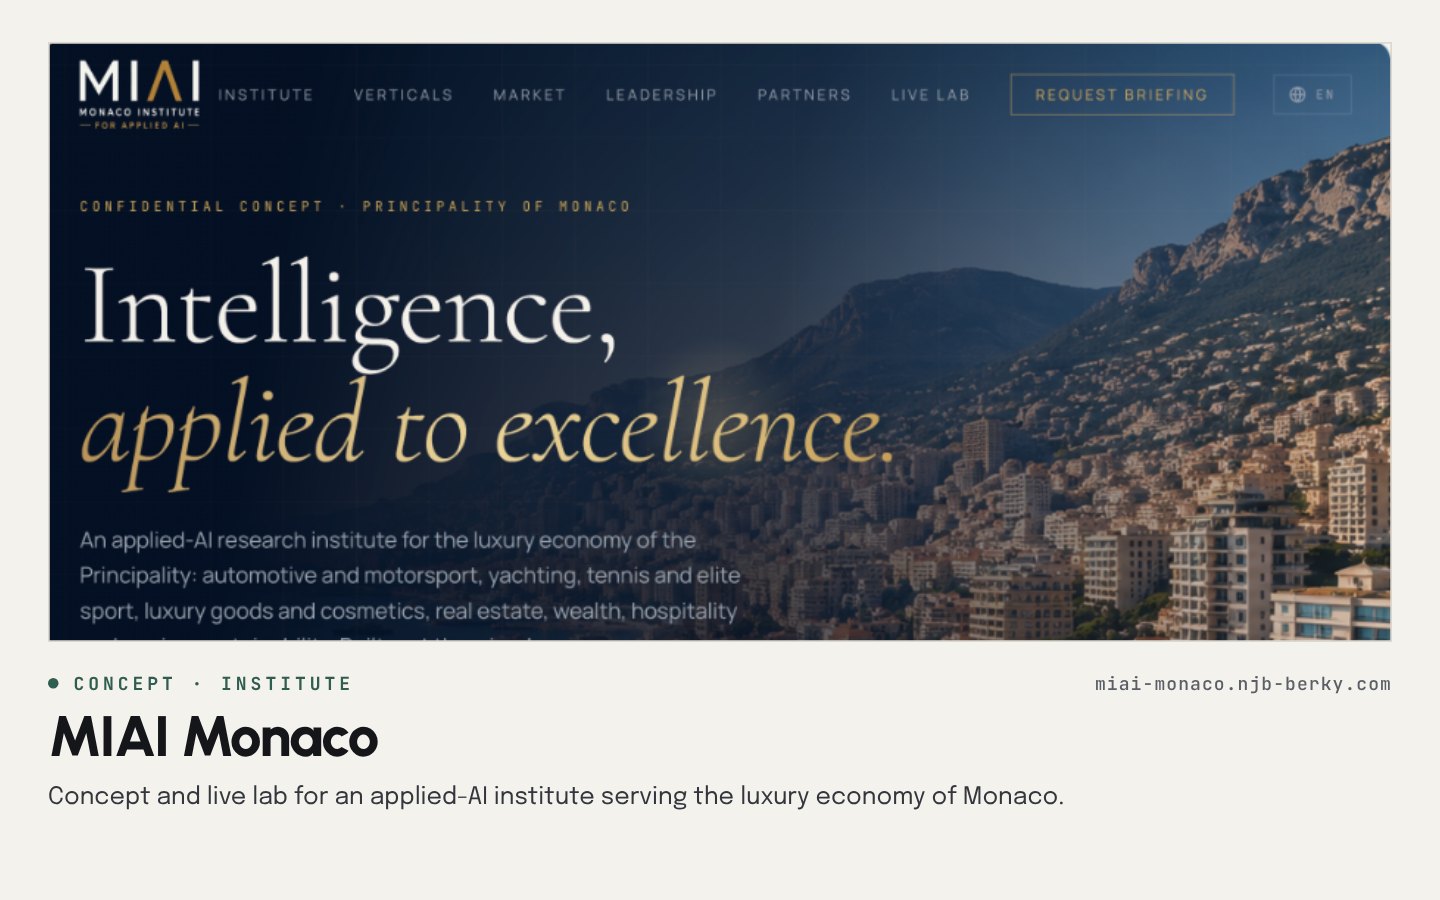 MIAI
MONACO INSTITUTE
FOR APPLIED AI
INSTITUTE VERTICALS MARKET LEADERSHIP PARTNERS LIVE LAB REQUEST BRIEFING EN
CONFIDENTIAL CONCEPT · PRINCIPALITY OF MONACO
Intelligence,
applied to excellence.
An applied-AI research institute for the luxury economy of the
Principality: automotive and motorsport, yachting, tennis and elite
sport, luxury goods and cosmetics, real estate, wealth, hospitality
CONCEPT · INSTITUTE
miai-monaco.njb-berky.com
MIAI Monaco
Concept and live lab for an applied-AI institute serving the luxury economy of Monaco.